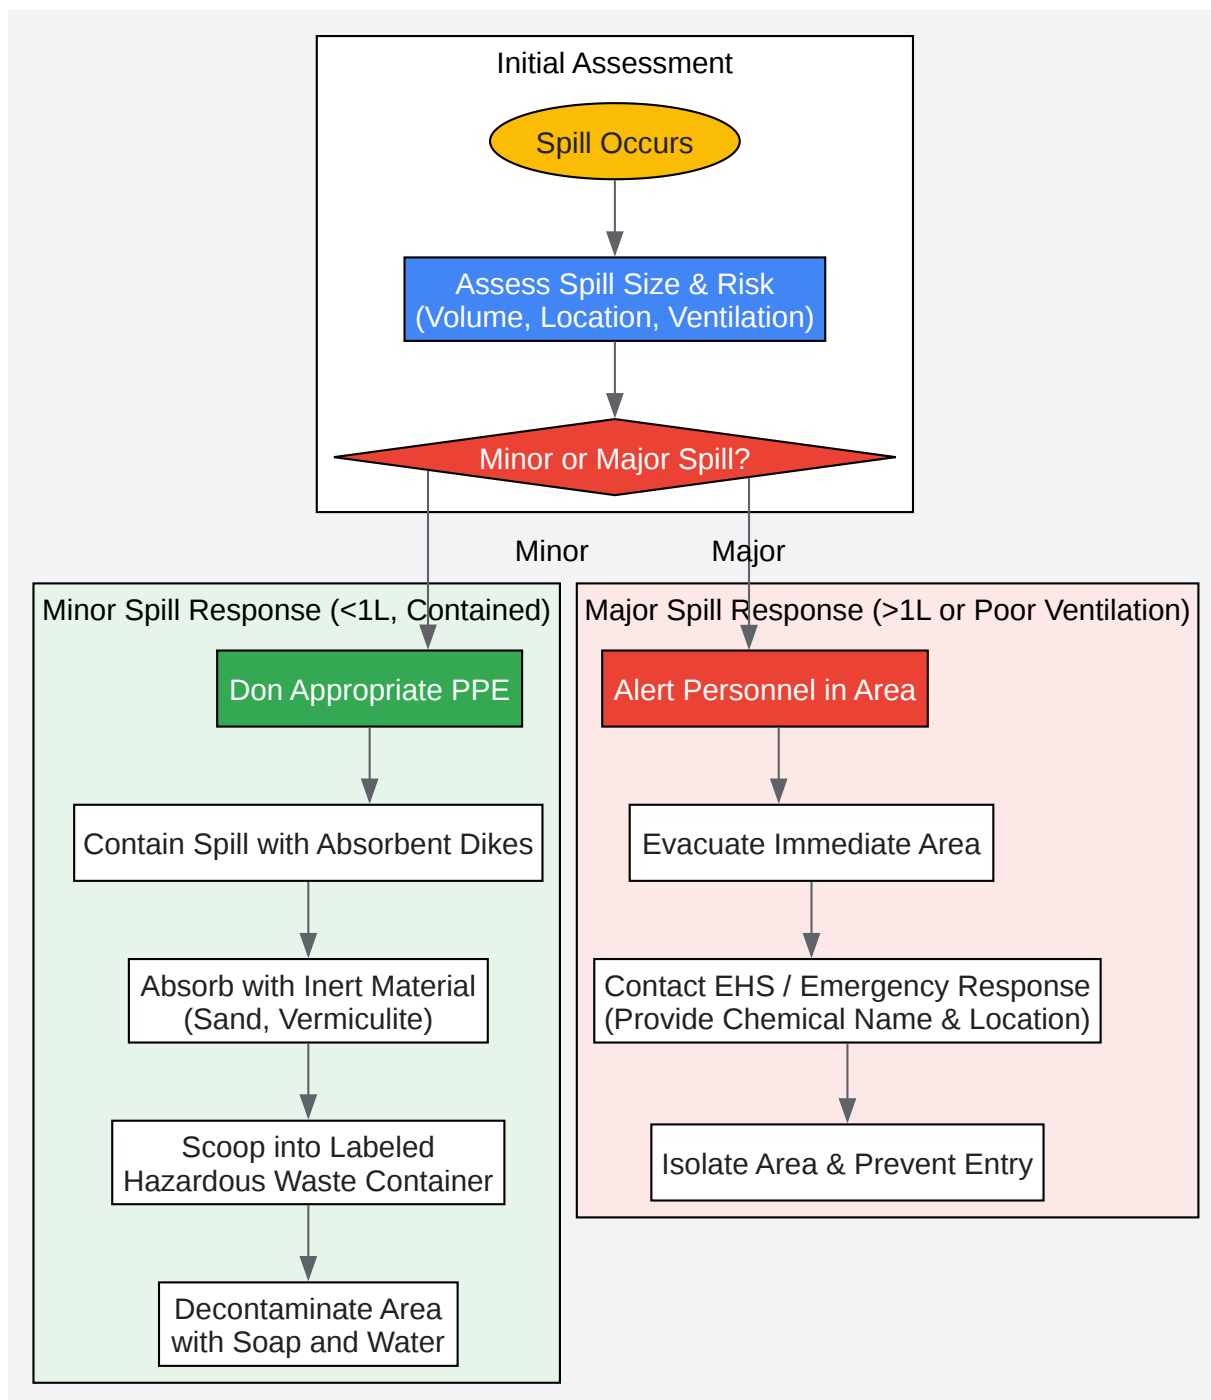 Initial Assessment
Spill Occurs
Assess Spill Size & Risk
(Volume, Location, Ventilation)
Minor or Major Spill?
Minor
Major
Minor Spill Response (<1L, Contained)
Don Appropriate PPE
Contain Spill with Absorbent Dikes
Absorb with Inert Material
(Sand, Vermiculite)
Scoop into Labeled
Hazardous Waste Container
Decontaminate Area
with Soap and Water
Major Spill Response (>1L or Poor Ventilation)
Alert Personnel in Area
Evacuate Immediate Area
Contact EHS / Emergency Response
(Provide Chemical Name & Location)
Isolate Area & Prevent Entry